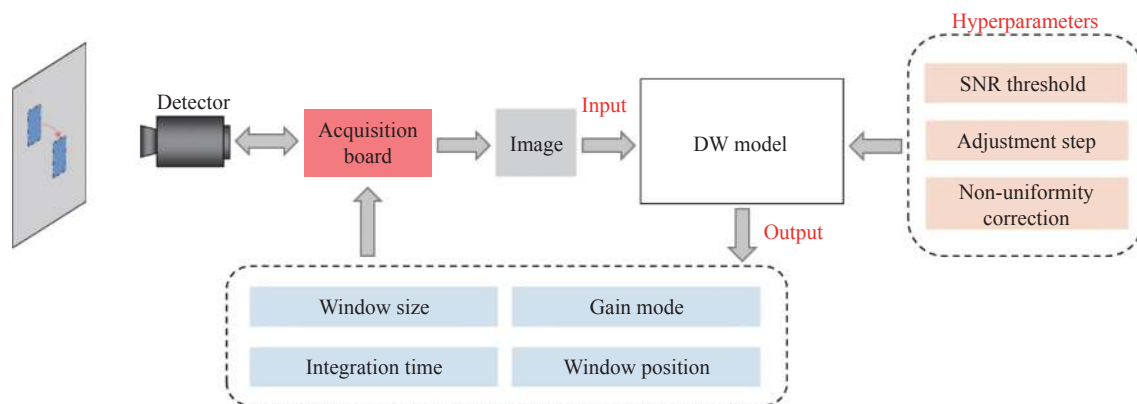 Hyperparameters
SNR threshold
Adjustment step
Non-uniformity
correction
Detector
Acquisition
board
Image
Input
DW model
Output
Window size
Gain mode
Integration time
Window position